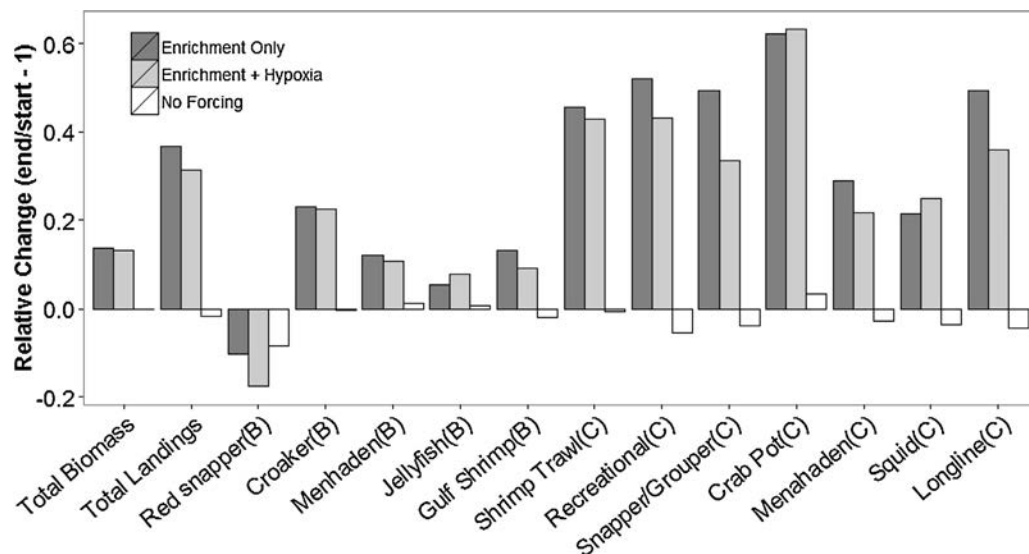 Relative Change (end/start - 1)
0.6
0.4
0.2
0.0
-0.2
Enrichment Only
Enrichment + Hypoxia
No Forcing
Total Biomass
Total Landings
Red snapper(B)
Croaker(B)
Menhaden(B)
Jellyfish(B)
Gulf Shrimp(B)
Shrimp Trawl(C)
Recreational(C)
Snapper/Grouper(C)
Crab Pot(C)
Menahaden(C)
Squid(C)
Longline(C)